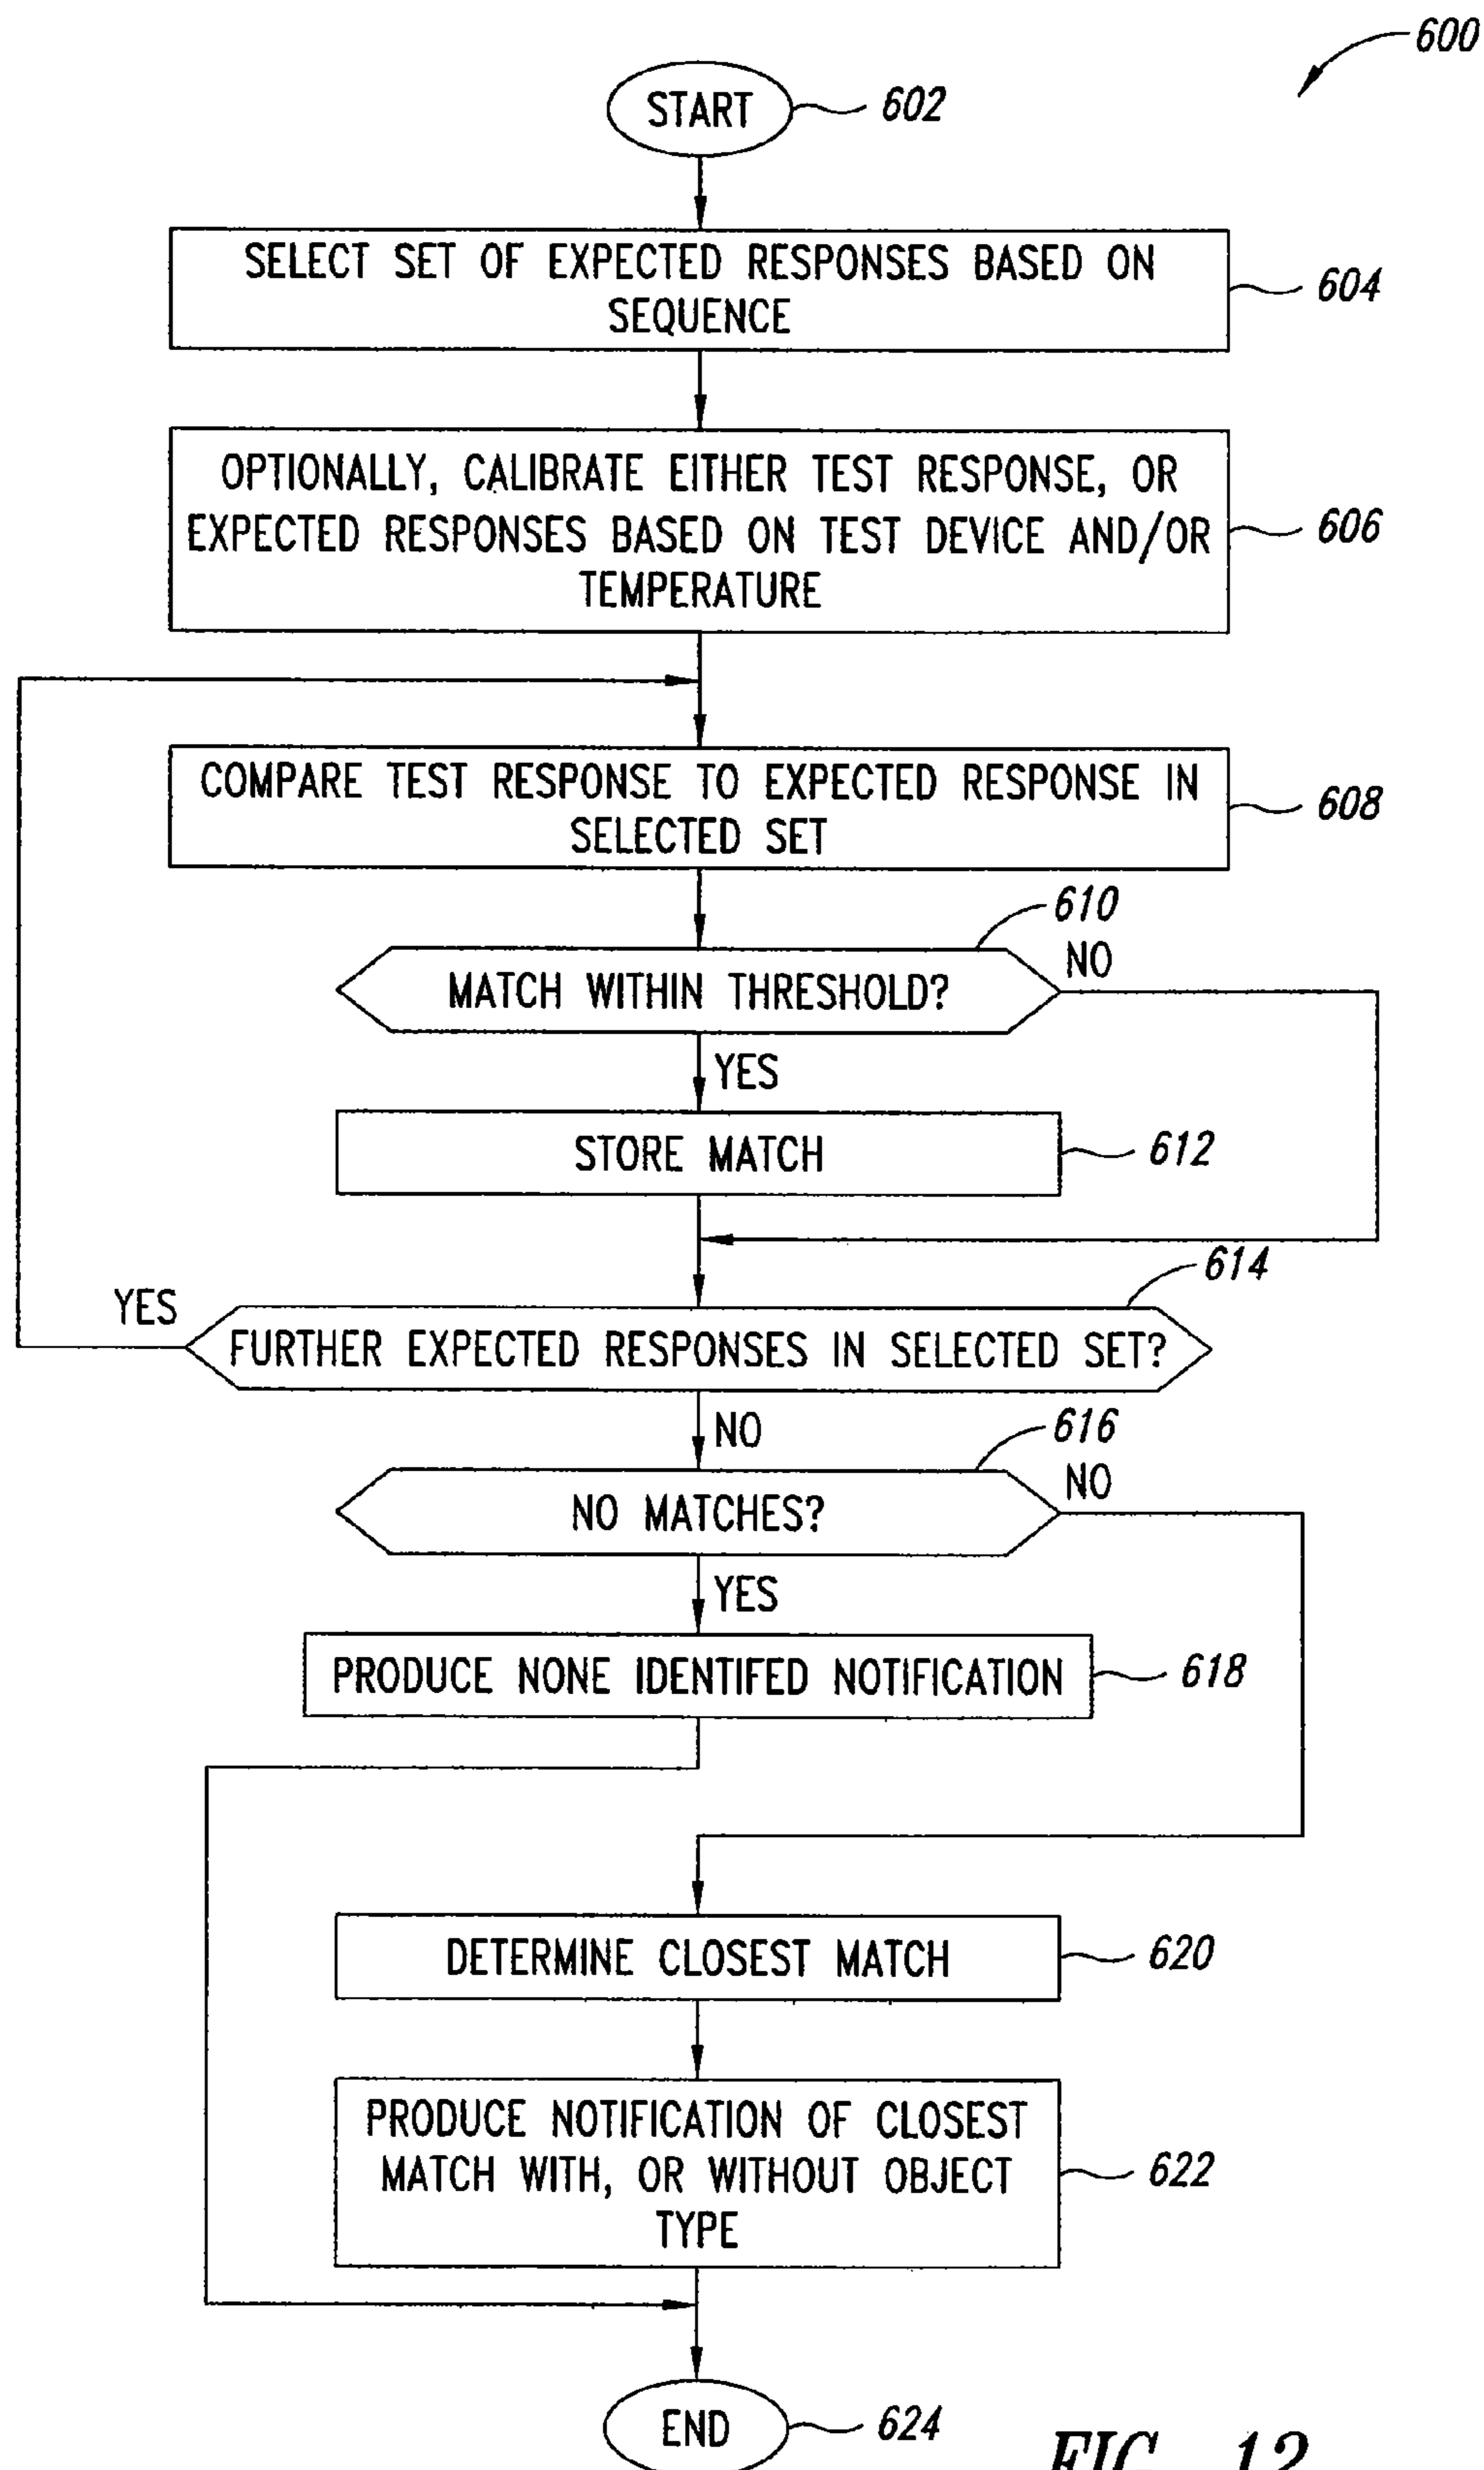 600
START
602
SELECT SET OF EXPECTED RESPONSES BASED ON
SEQUENCE
604
OPTIONALLY, CALIBRATE EITHER TEST RESPONSE, OR
EXPECTED RESPONSES BASED ON TEST DEVICE AND/OR
TEMPERATURE
606
COMPARE TEST RESPONSE TO EXPECTED RESPONSE IN
SELECTED SET
608
610
MATCH WITHIN THRESHOLD?
NO
YES
STORE MATCH
612
614
YES
FURTHER EXPECTED RESPONSES IN SELECTED SET?
NO
616
NO MATCHES?
NO
YES
PRODUCE NONE IDENTIFED NOTIFICATION
618
DETERMINE CLOSEST MATCH
620
PRODUCE NOTIFICATION OF CLOSEST
MATCH WITH, OR WITHOUT OBJECT
TYPE
622
END
624
FIG. 12